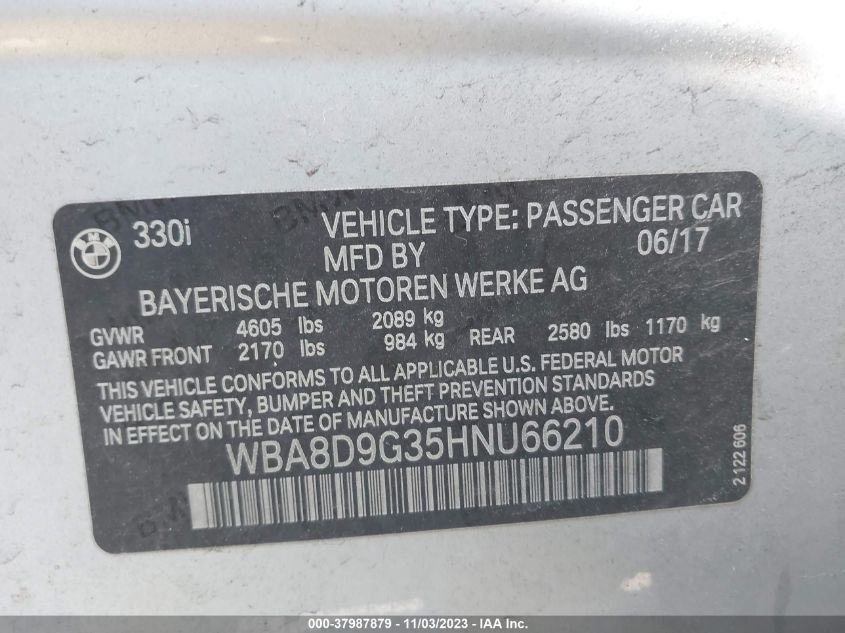 330i VEHICLE TYPE: PASSENGER CAR
MFD BY 06/17
BAYERISCHE MOTOREN WERKE AG
GVWR 4605 lbs 2089 kg
GAWR FRONT 2170 lbs 984 kg REAR 2580 lbs 1170 kg
THIS VEHICLE CONFORMS TO ALL APPLICABLE U.S. FEDERAL MOTOR
VEHICLE SAFETY, BUMPER AND THEFT PREVENTION STANDARDS
IN EFFECT ON THE DATE OF MANUFACTURE SHOWN ABOVE.
WBA8D9G35HNU66210
2 122 606
000-37987879 - 11/03/2023 - IAA Inc.